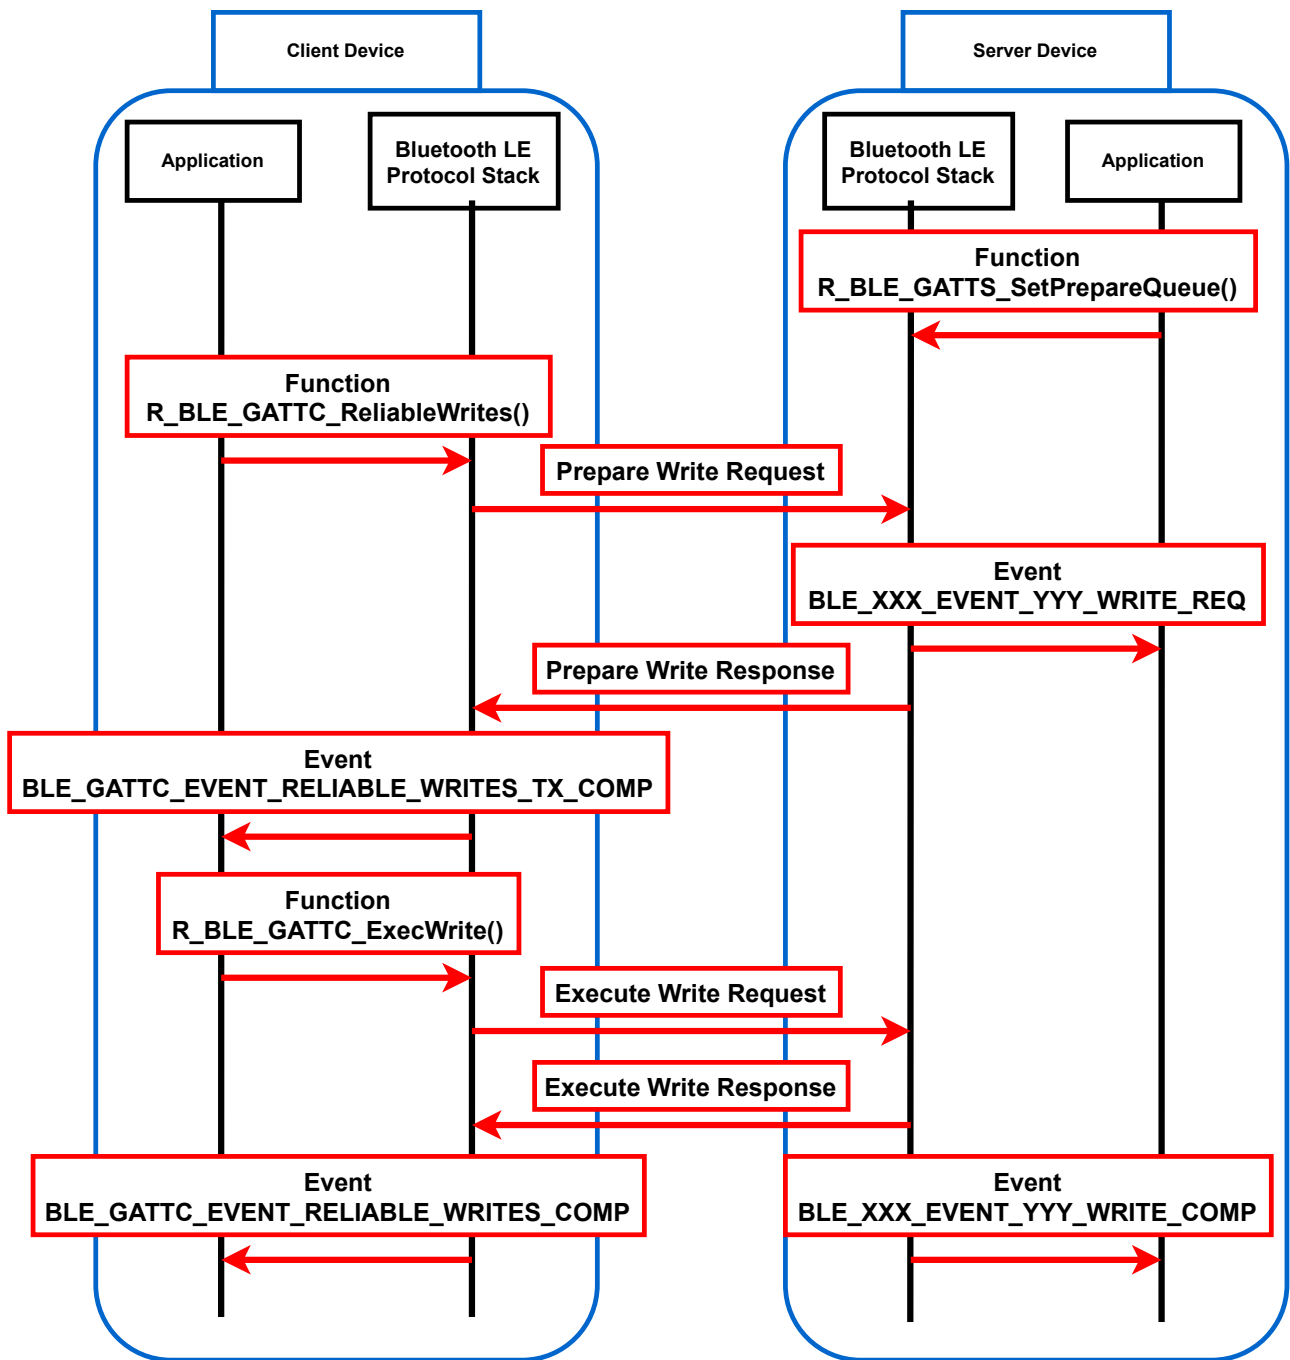 Client Device
Server Device
Application
Bluetooth LE
Protocol Stack
Bluetooth LE
Protocol Stack
Application
Function
R_BLE_GATTS_SetPrepareQueue()
Function
R_BLE_GATTC_ReliableWrites()
Prepare Write Request
Event
BLE_XXX_EVENT_YYY_WRITE_REQ
Prepare Write Response
Event
BLE_GATTC_EVENT_RELIABLE_WRITES_TX_COMP
Function
R_BLE_GATTC_ExecWrite()
Execute Write Request
Execute Write Response
Event
BLE_GATTC_EVENT_RELIABLE_WRITES_COMP
Event
BLE_XXX_EVENT_YYY_WRITE_COMP